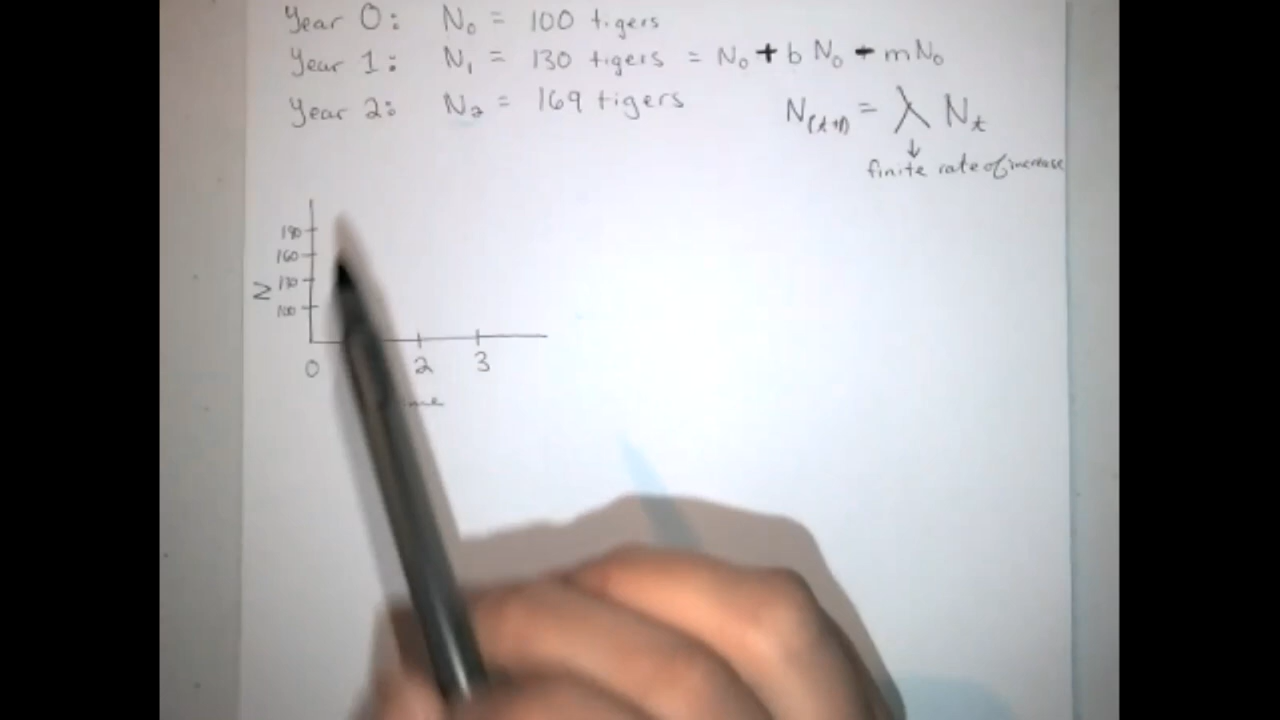 Year 0: N₀ = 100 tigers
Year 1: N₁ = 130 tigers = N₀ + b N₀ - m N₀
Year 2: N₂ = 169 tigers
N₍ₜ₊₁₎ = λ Nₜ
↓
finite rate of increase
190
160
130
100
N
0 2 3